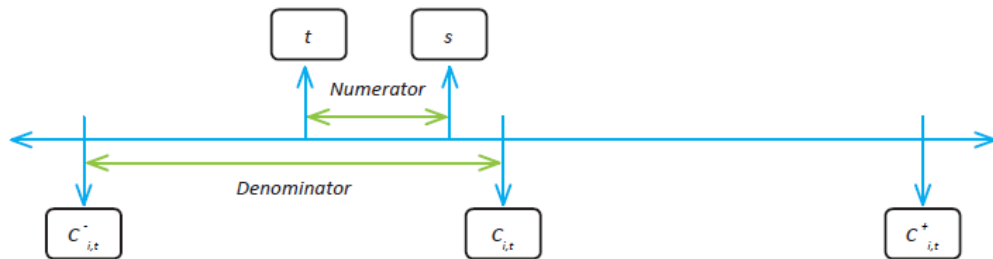 t s
Numerator
Denominator
C⁻i,t Ci,t C⁺i,t